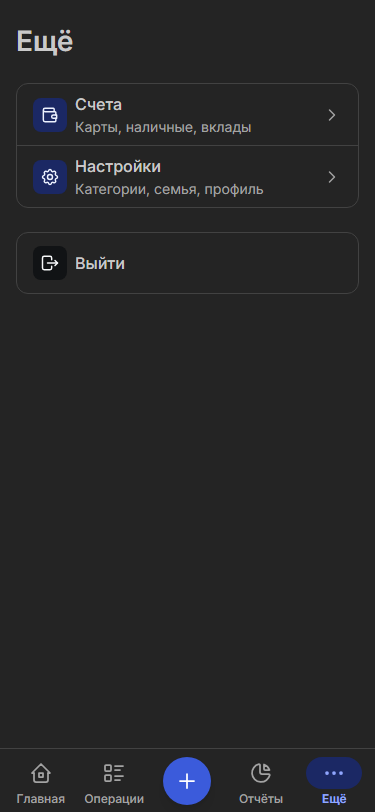 Ещё
Счета
Карты, наличные, вклады
Настройки
Категории, семья, профиль
Выйти
Главная
Операции
Отчёты
Ещё